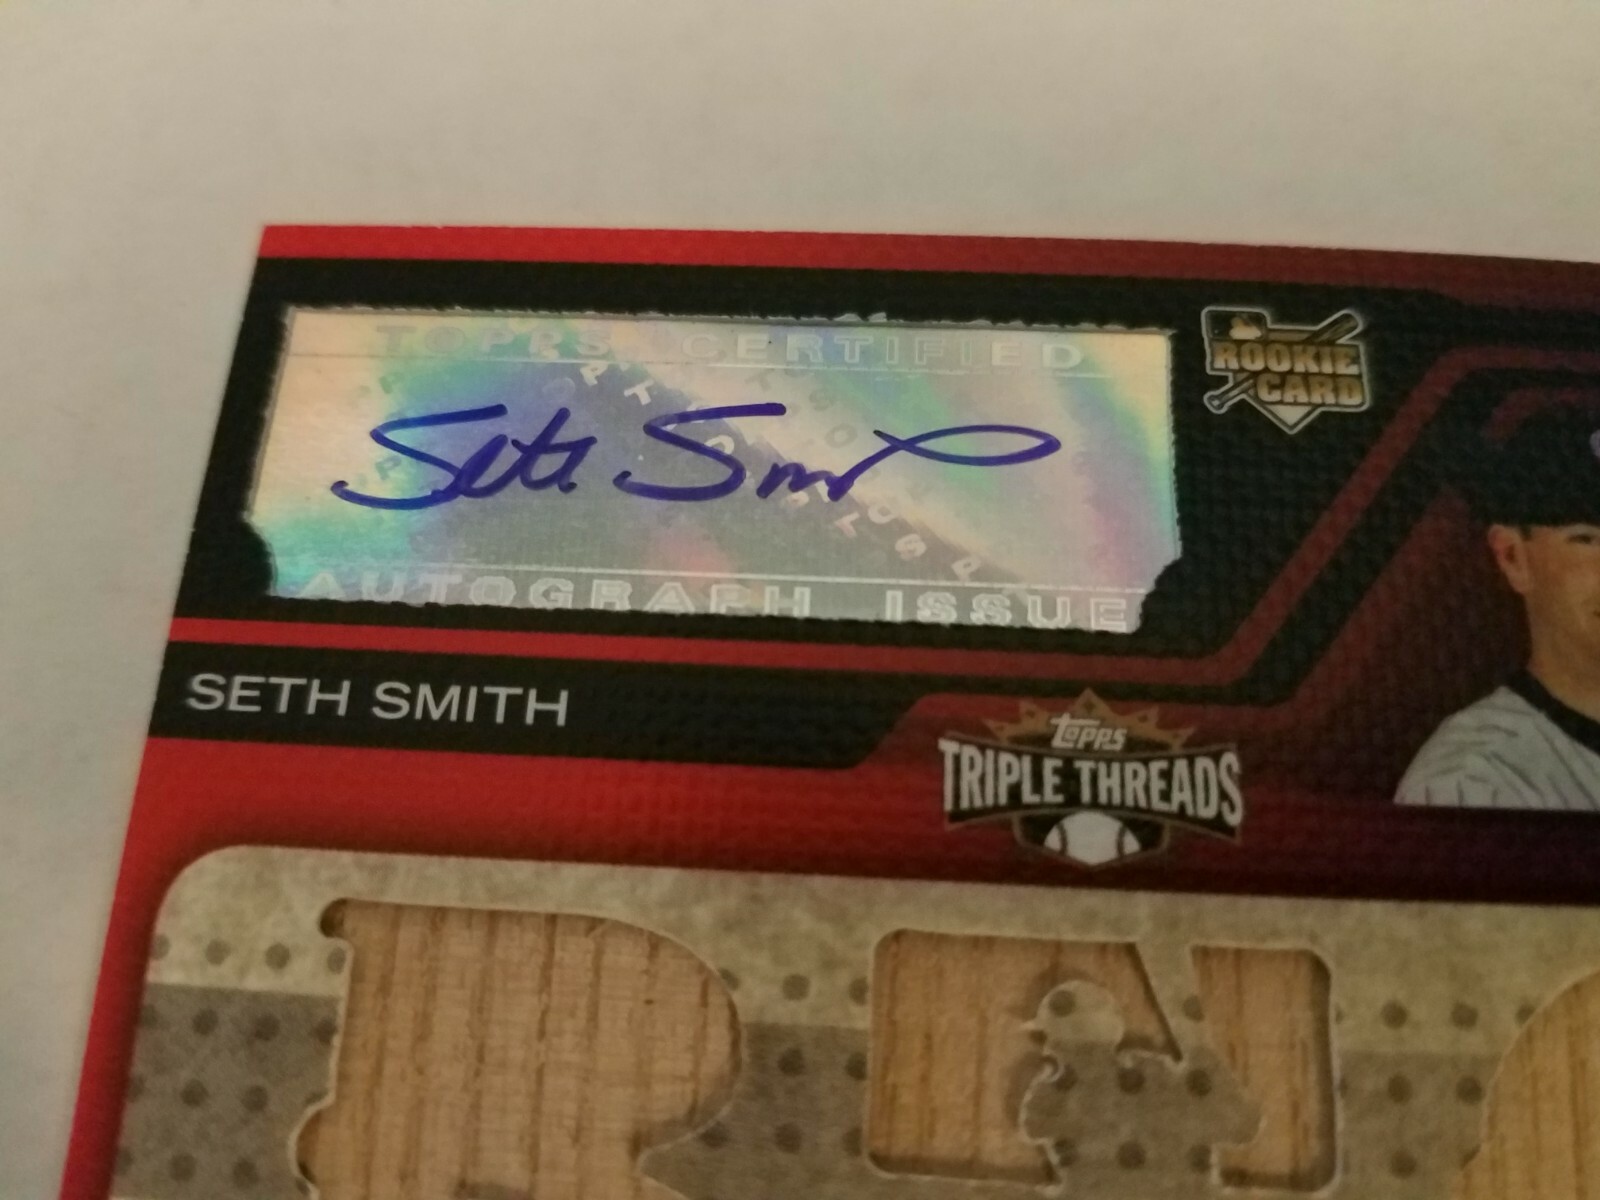 TOPPS CERTIFIED
Seth Smith
AUTOGRAPH ISSUE
ROOKIE
CARD
SETH SMITH
TOPPS
TRIPLE THREADS